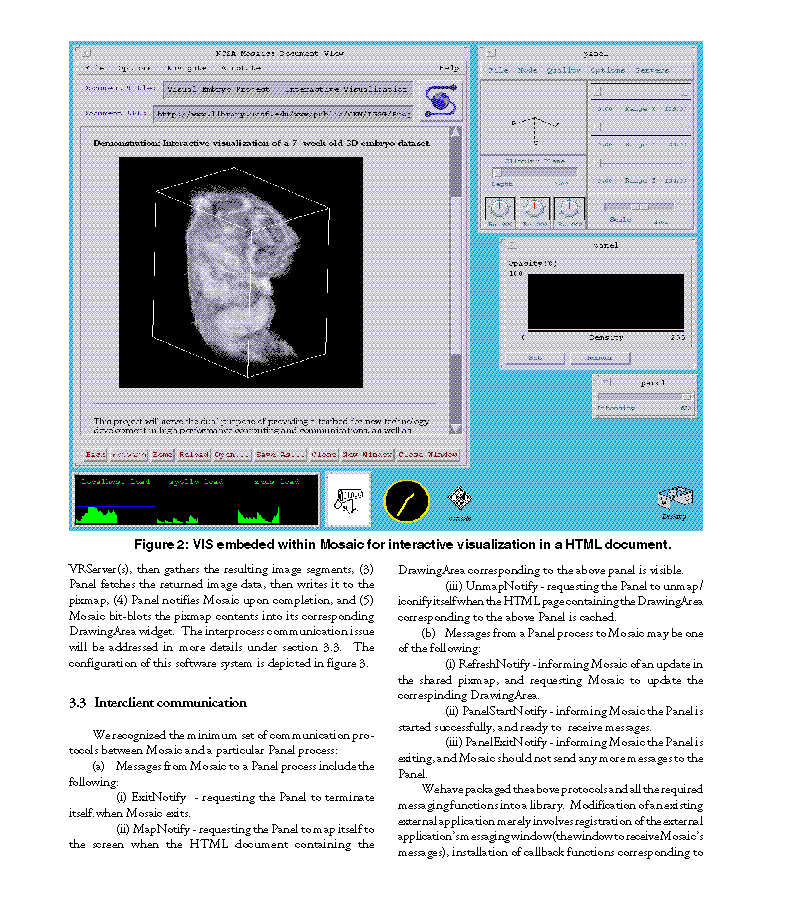 NCSA Mosaic: Document View
File Options Navigate Annotate Help
Document Title: Visual Embryo Project - Interactive Visualization
Document URL: http://www.library.ucsf.edu/www/public/CKM/
Demonstration: Interactive visualization of a 7-week old 3D embryo dataset
This project will serve the dual purpose of providing a testbed for new technology
development in high performance computing and communications, as well as
Back Forward Home Reload Open... Save As... Clone New Window Close Window
panel
File Mode Quality Options Servers
Range X
Range Y
Range Z
Clipping Plane
Depth
Scale
panel
Opacity(%)
100
0 Density 255
Set
panel
Intensity
localhost load apollo load
Figure 2: VIS embeded within Mosaic for interactive visualization in a HTML document.
VRServer(s), then gathers the resulting image segments, (3)
Panel fetches the returned image data, then writes it to the
pixmap, (4) Panel notifies Mosaic upon completion, and (5)
Mosaic bit-blots the pixmap contents into its corresponding
DrawingArea widget. The interprocess communication issue
will be addressed in more details under section 3.3. The
configuration of this software system is depicted in figure 3.
3.3 Interclient communication
We recognized the minimum set of communication pro-
tocols between Mosaic and a particular Panel process:
(a) Messages from Mosaic to a Panel process include the
following:
(i) ExitNotify - requesting the Panel to terminate
itself when Mosaic exits.
(ii) MapNotify - requesting the Panel to map itself to
the screen when the HTML document containing the
DrawingArea corresponding to the above panel is visible.
(iii) UnmapNotify - requesting the Panel to unmap/
iconify itself when the HTML page containing the DrawingArea
corresponding to the above Panel is cached.
(b) Messages from a Panel process to Mosaic may be one
of the following:
(i) RefreshNotify - informing Mosaic of an update in
the shared pixmap, and requesting Mosaic to update the
correspinding DrawingArea.
(ii) PanelStartNotify - informing Mosaic the Panel is
started successfully, and ready to receive messages.
(iii) PanelExitNotify - informing Mosaic the Panel is
exiting, and Mosaic should not send any more messages to the
Panel.
We have packaged the above protocols and all the required
messaging functions into a library. Modification of an existing
external application merely involves registration of the external
application's messaging window (the window to receive Mosaic's
messages), installation of callback functions corresponding to